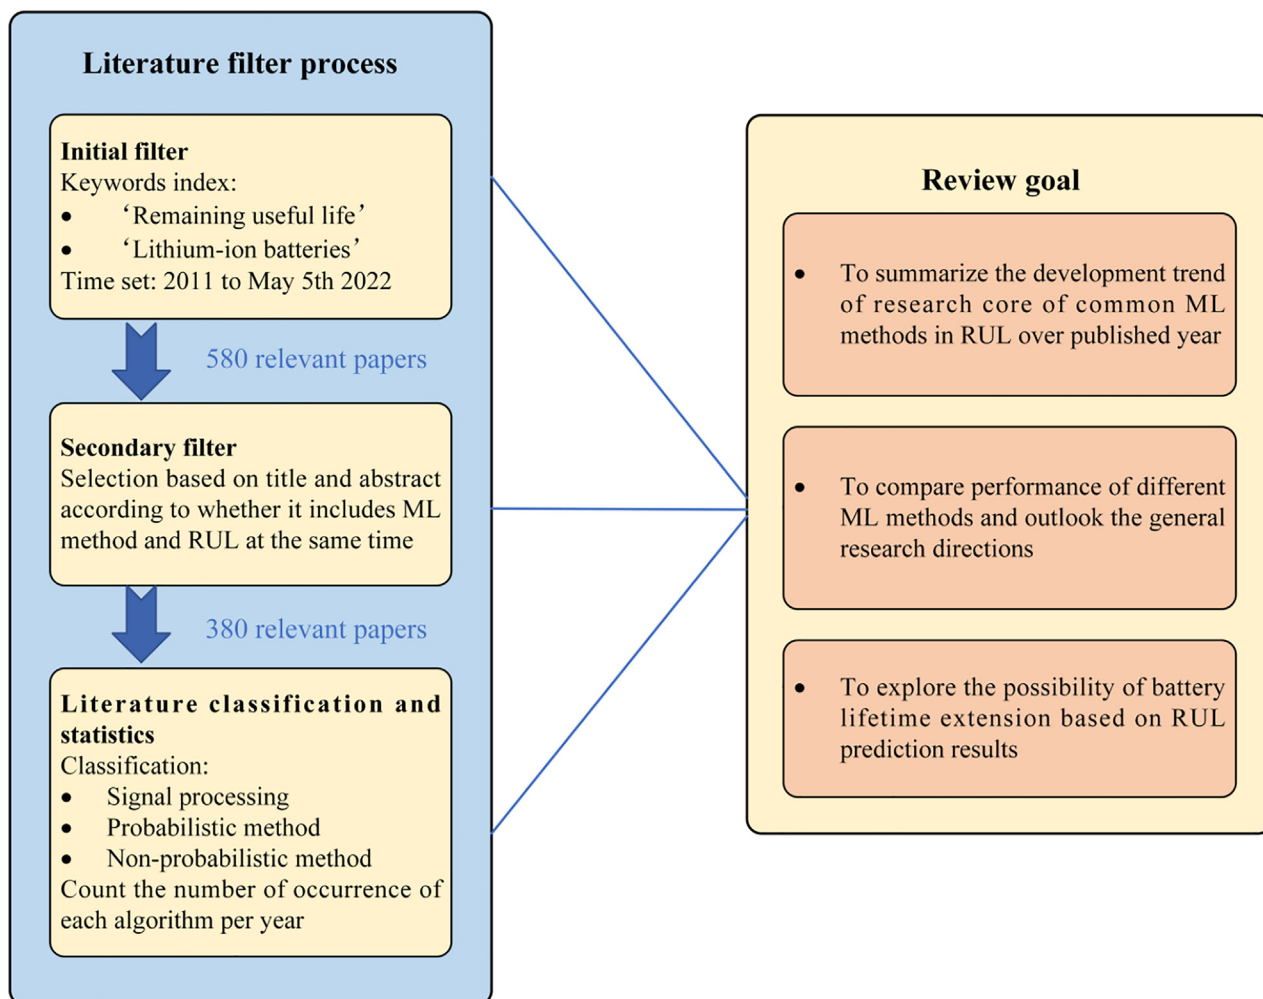 Literature filter process
Initial filter
Keywords index:
• ‘Remaining useful life’
• ‘Lithium-ion batteries’
Time set: 2011 to May 5th 2022
580 relevant papers
Secondary filter
Selection based on title and abstract
according to whether it includes ML
method and RUL at the same time
380 relevant papers
Literature classification and
statistics
Classification:
• Signal processing
• Probabilistic method
• Non-probabilistic method
Count the number of occurrence of
each algorithm per year
Review goal
• To summarize the development trend
of research core of common ML
methods in RUL over published year
• To compare performance of different
ML methods and outlook the general
research directions
• To explore the possibility of battery
lifetime extension based on RUL
prediction results